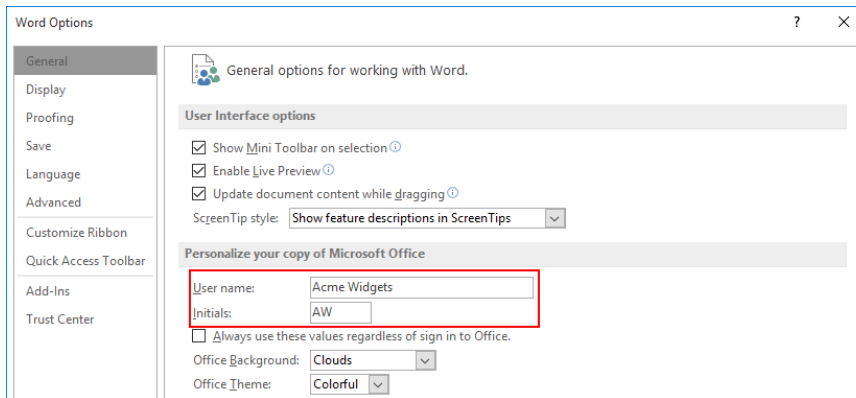 Word Options
?
General
Display
Proofing
Save
Language
Advanced
Customize Ribbon
Quick Access Toolbar
Add-Ins
Trust Center
General options for working with Word.
User Interface options
Show Mini Toolbar on selection
Enable Live Preview
Update document content while dragging
ScreenTip style: Show feature descriptions in ScreenTips
Personalize your copy of Microsoft Office
User name: Acme Widgets
Initials: AW
Always use these values regardless of sign in to Office.
Office Background: Clouds
Office Theme: Colorful